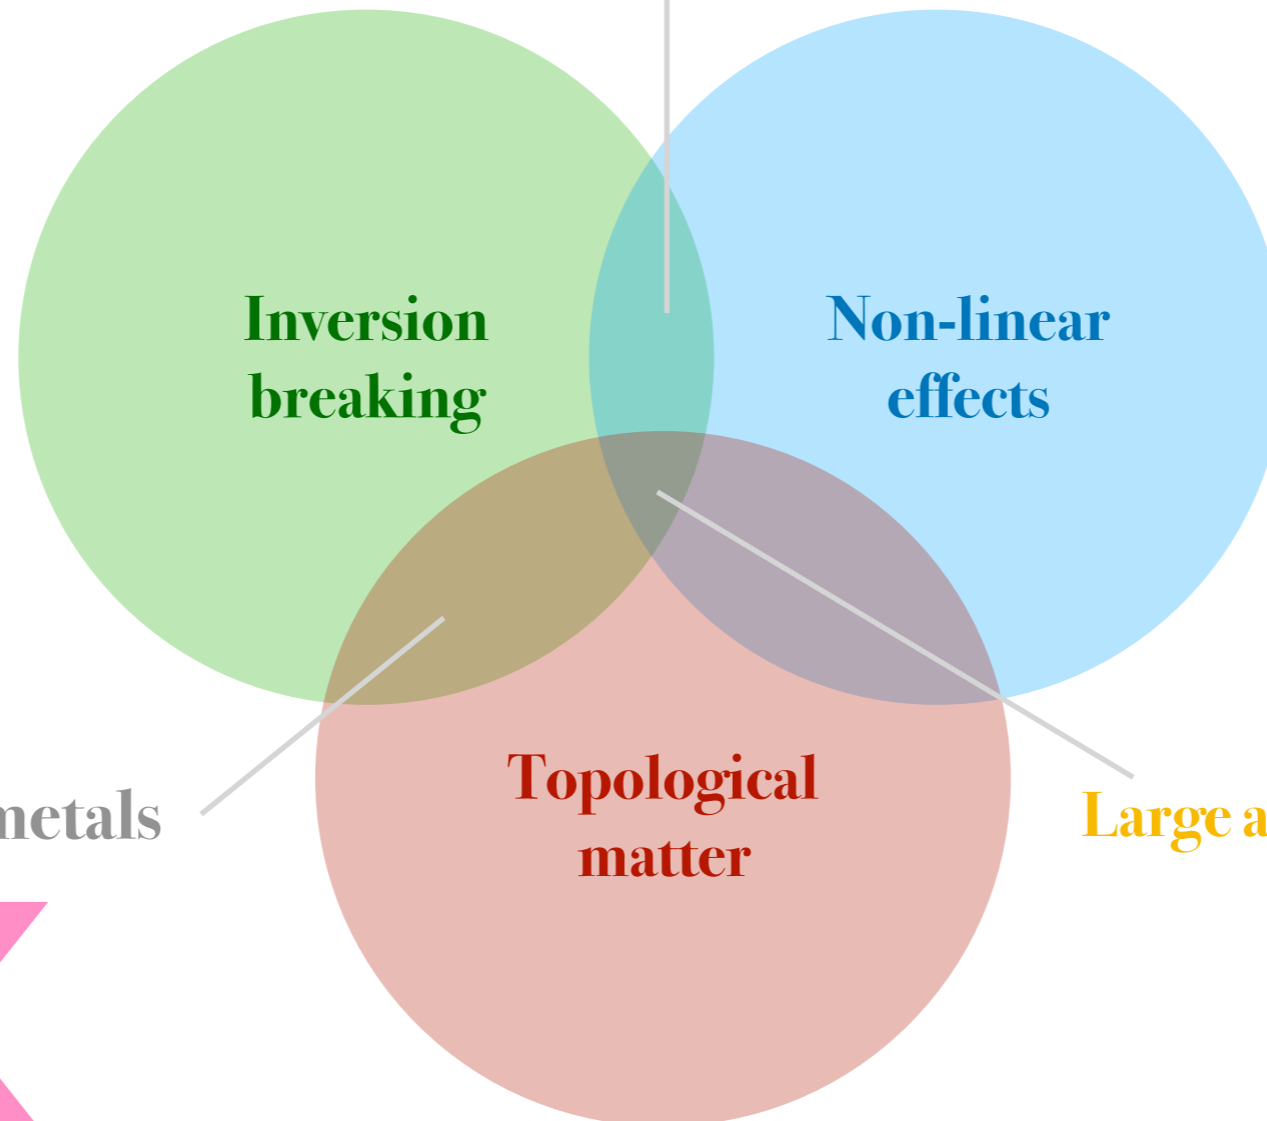 Inversion
breaking
Non-linear
effects
Topological
matter
metals
Large a